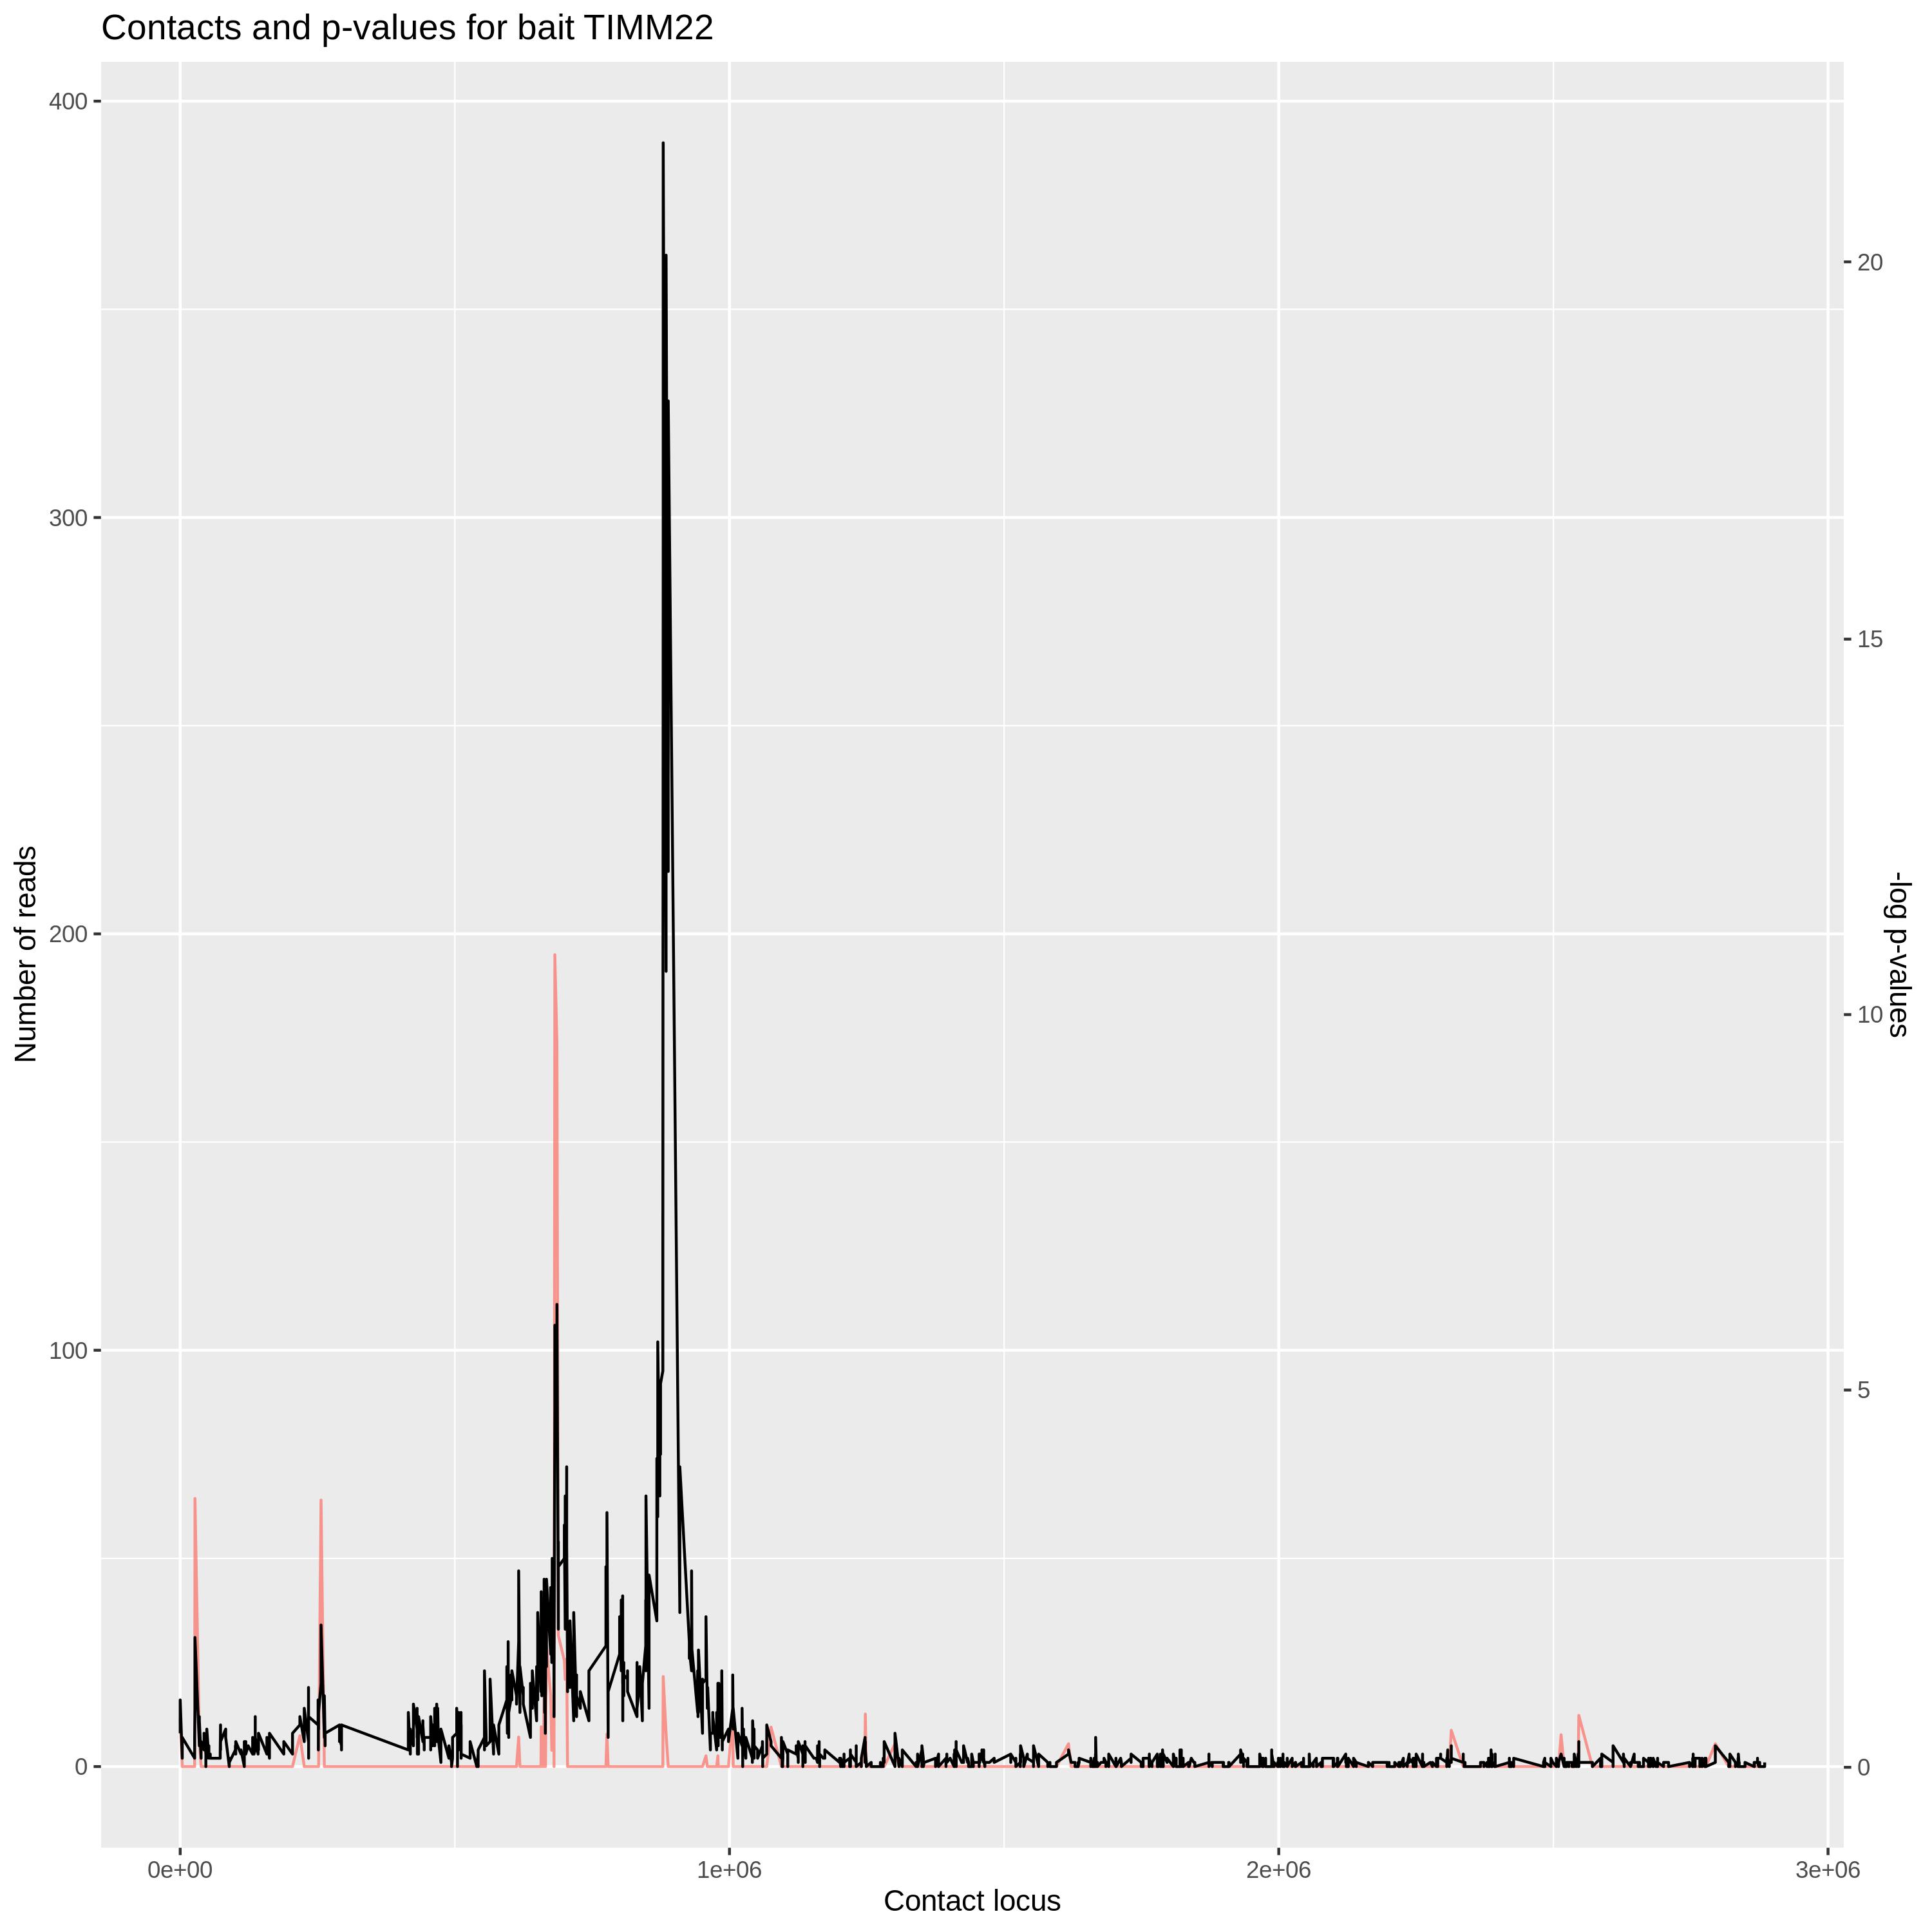 Contacts and p-values for bait TIMM22
400
300
200
100
0
Number of reads
20
15
10
5
0
-log p-values
0e+00
1e+06
2e+06
3e+06
Contact locus